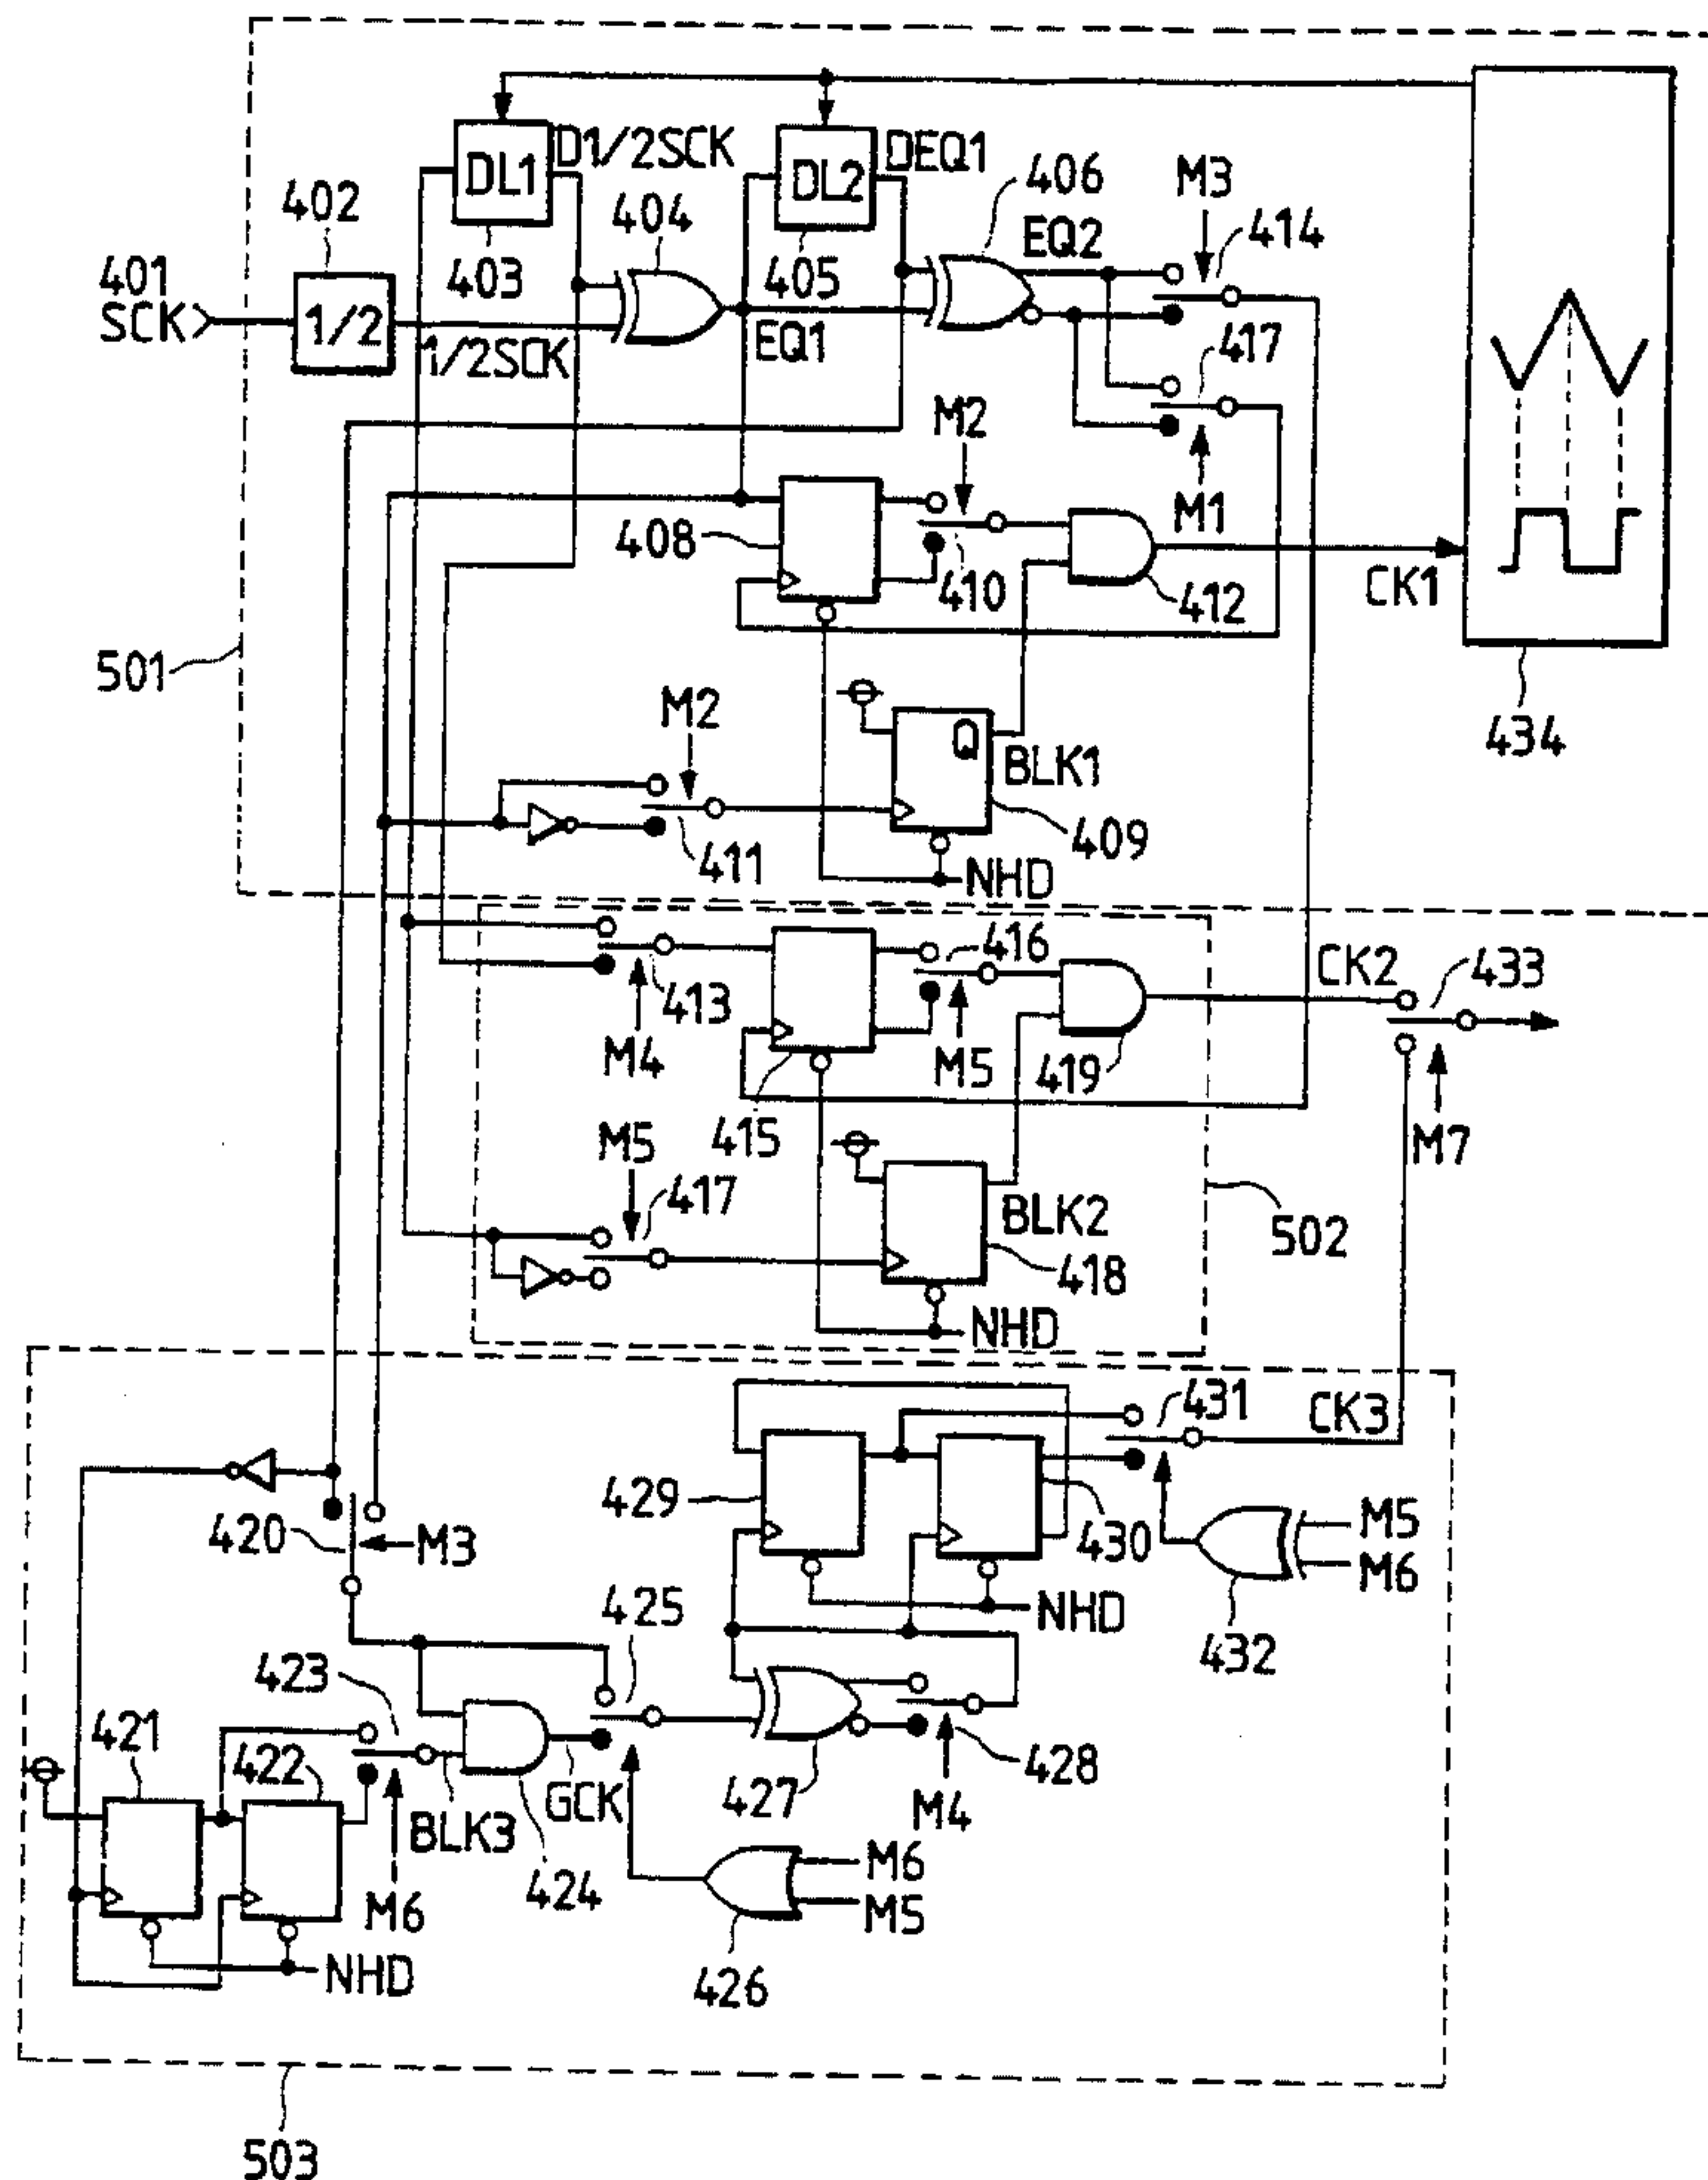 DL1
D1/2SCK
DL2
DEQ1
402
404
406
M3
414
403
405
EQ2
401
SCK
1/2
1/2SCK
EQ1
417
M2
M1
408
410
412
CK1
501
434
M2
Q
BLK1
411
409
NHD
413
416
CK2
433
M4
M5
419
415
M7
M5
417
BLK2
502
418
NHD
431
CK3
429
430
M5
M6
420
M3
NHD
425
432
423
421
422
427
428
GCK
M4
BLK3
424
M6
M6
M5
NHD
426
503